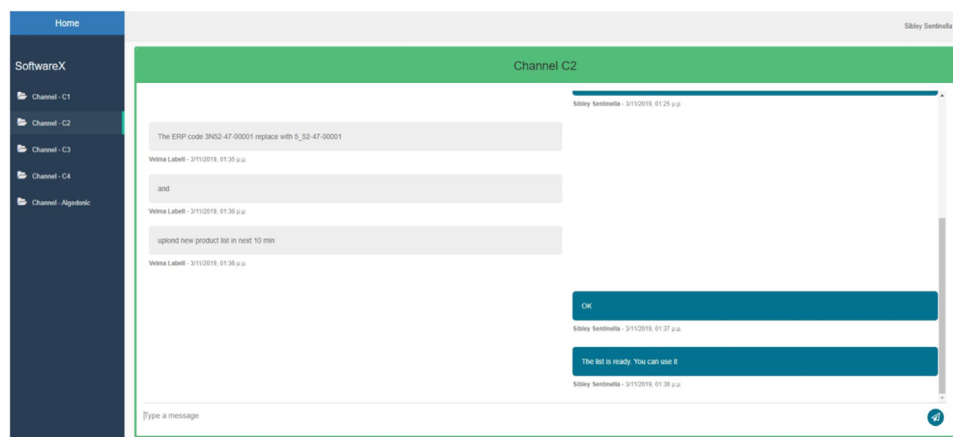 Home
Sibley Sentinella
SoftwareX
Channel C2
Channel - C1
Channel - C2
Channel - C3
Channel - C4
Channel - Algedonic
Sibley Sentinella - 3/11/2019, 01:25 μ.μ.
The ERP code 3N52-47-00001 replace with 5_52-47-00001
Velma Labell - 3/11/2019, 01:35 μ.μ.
and
Velma Labell - 3/11/2019, 01:36 μ.μ.
uplond new product list in next 10 min
Velma Labell - 3/11/2019, 01:36 μ.μ.
OK
Sibley Sentinella - 3/11/2019, 01:37 μ.μ.
The list is ready. You can use it
Sibley Sentinella - 3/11/2019, 01:38 μ.μ.
Type a message